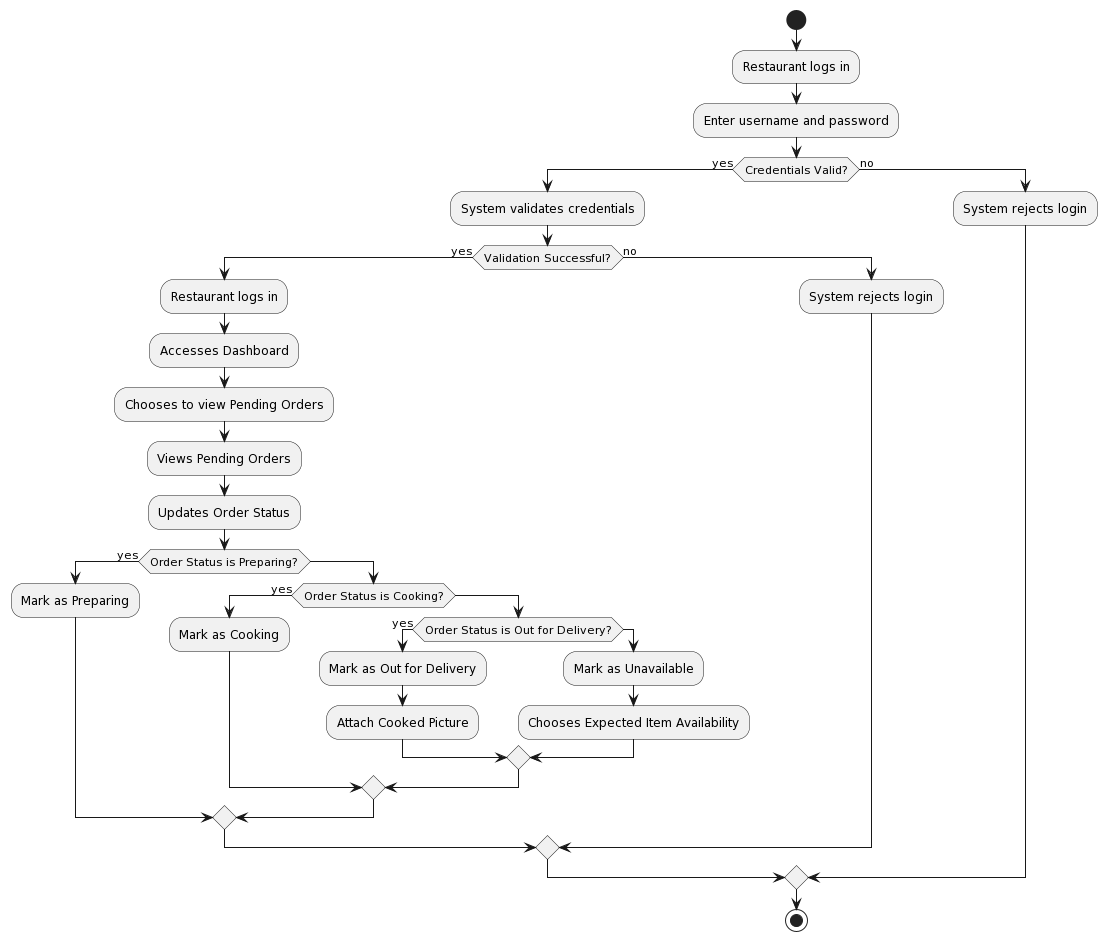 Restaurant logs in
Enter username and password
yes
Credentials Valid?
no
System validates credentials
System rejects login
yes
Validation Successful?
no
Restaurant logs in
System rejects login
Accesses Dashboard
Chooses to view Pending Orders
Views Pending Orders
Updates Order Status
yes
Order Status is Preparing?
Mark as Preparing
yes
Order Status is Cooking?
Mark as Cooking
yes
Order Status is Out for Delivery?
Mark as Out for Delivery
Mark as Unavailable
Attach Cooked Picture
Chooses Expected Item Availability